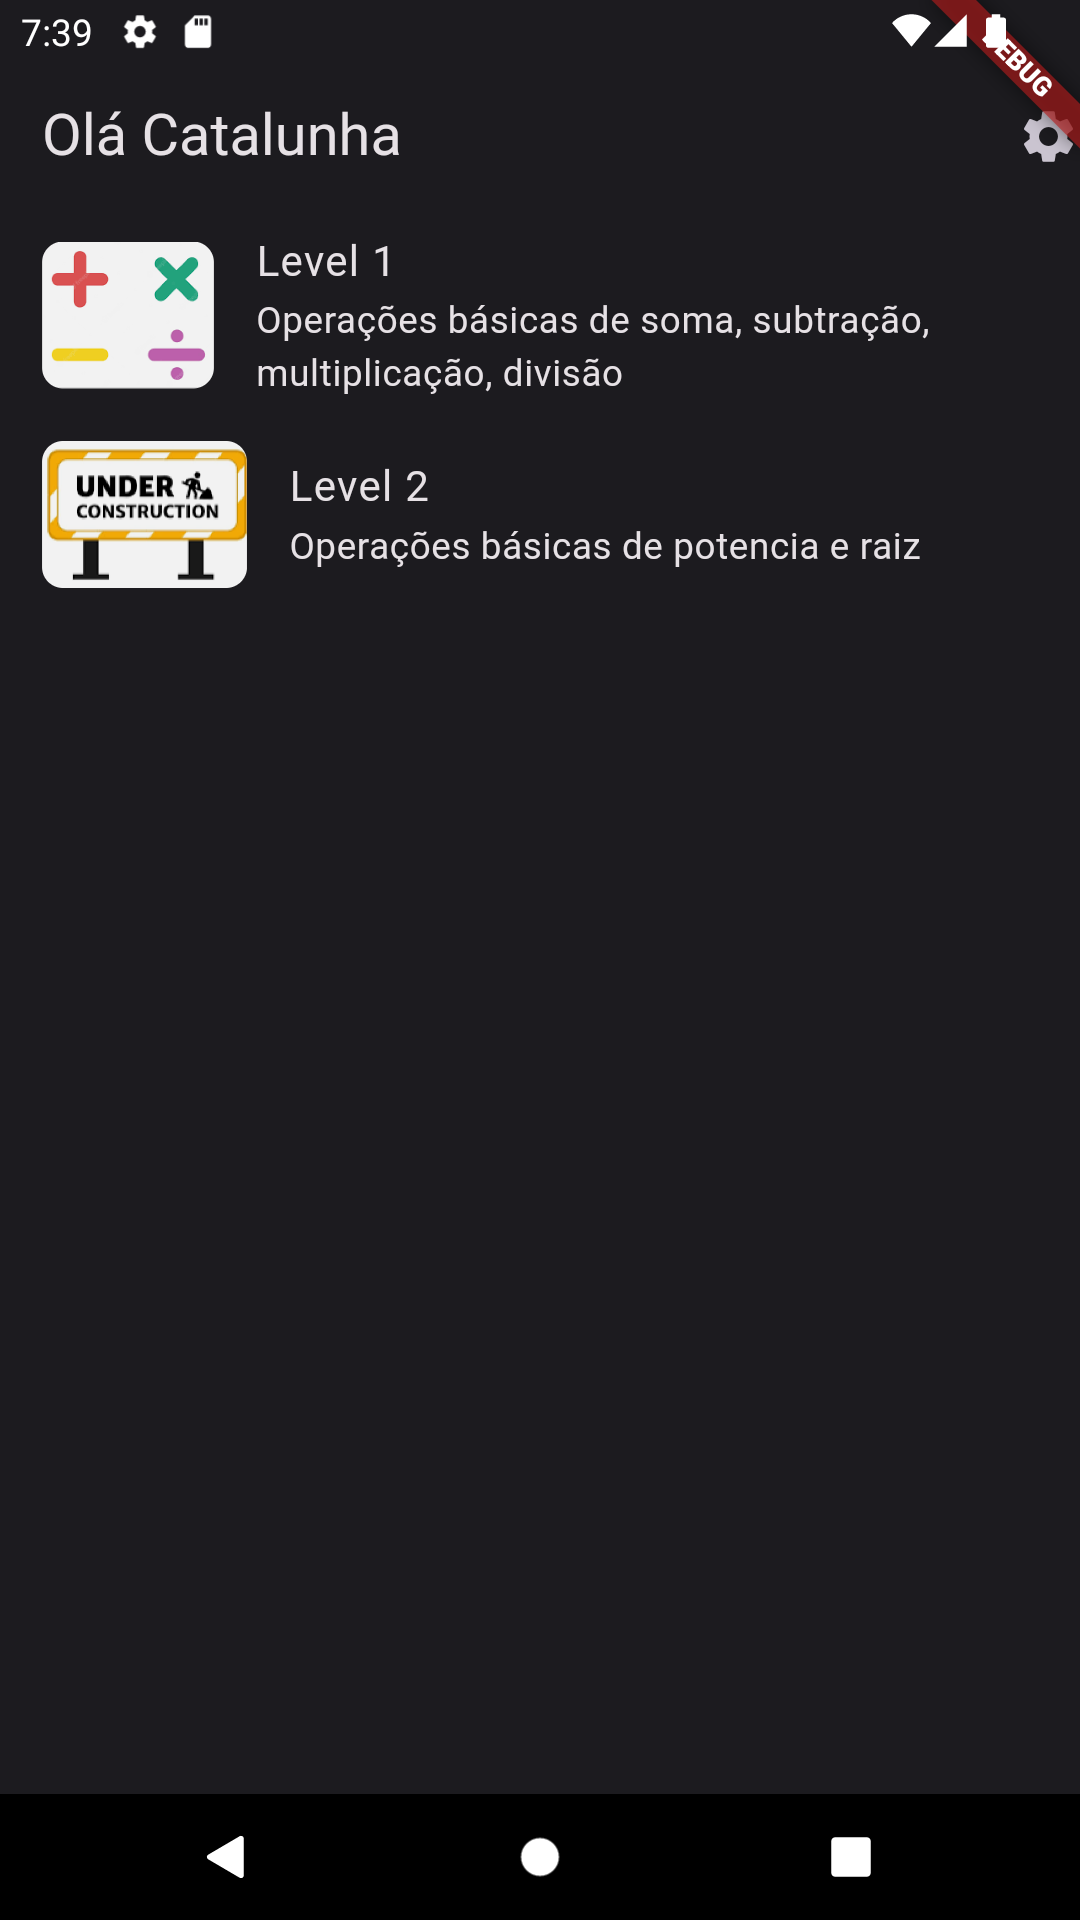 7:39
DEBUG
Olá Catalunha
Level 1
Operações básicas de soma, subtração,
multiplicação, divisão
UNDER
CONSTRUCTION
Level 2
Operações básicas de potencia e raiz